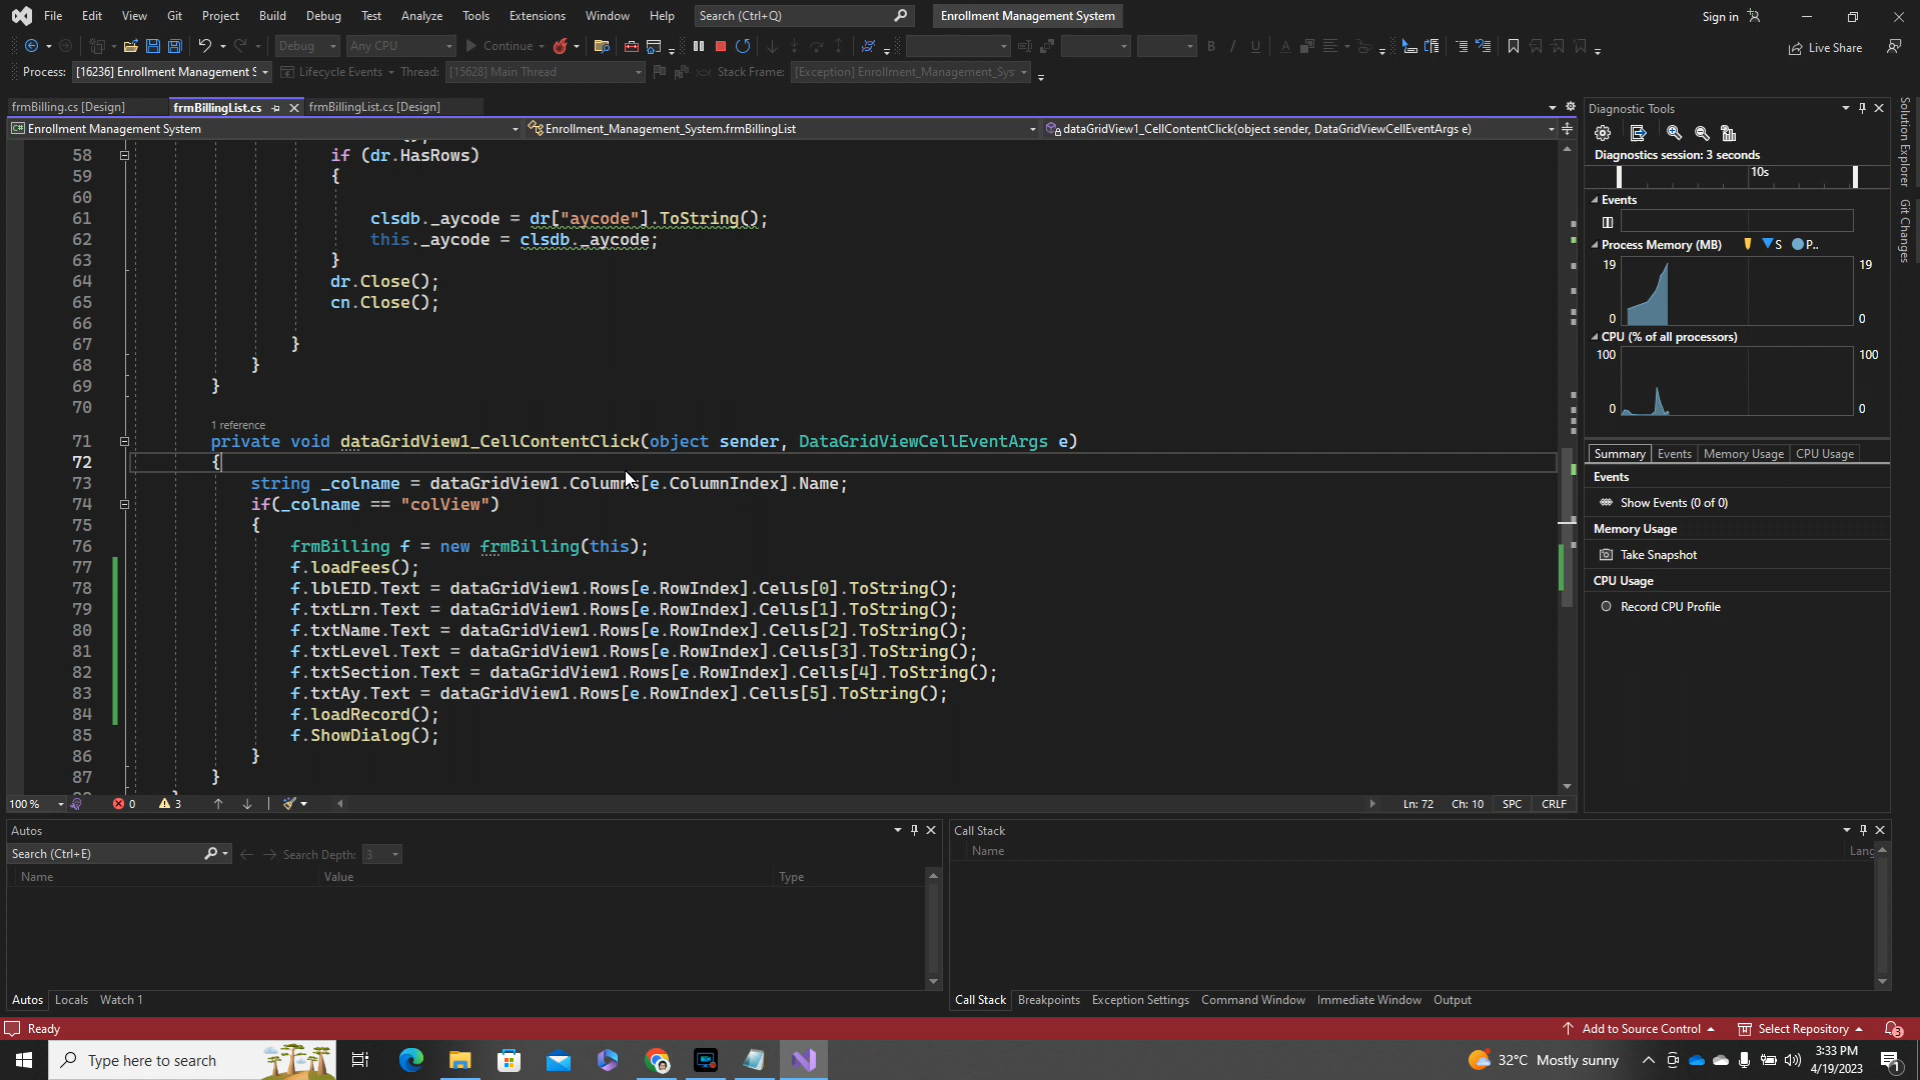 File Edit View Git Project Build Debug Test Analyze Tools Extensions Window Help Search (Ctrl+Q) Enrollment Management System Sign in
Debug Any CPU Continue Live Share
Process: [16236] Enrollment Management S Lifecycle Events Thread: [15628] Main Thread Stack Frame: [Exception] Enrollment_Management_Sys
frmBilling.cs [Design] frmBillingList.cs frmBillingList.cs [Design]
Enrollment Management System Enrollment_Management_System.frmBillingList dataGridView1_CellContentClick(object sender, DataGridViewCellEventArgs e)
58 if (dr.HasRows)
59 {
60
61 clsdb._aycode = dr["aycode"].ToString();
62 this._aycode = clsdb._aycode;
63 }
64 dr.Close();
65 cn.Close();
66
67 }
68 }
69 }
70
1 reference
71 private void dataGridView1_CellContentClick(object sender, DataGridViewCellEventArgs e)
72 {
73 string _colname = dataGridView1.Columns[e.ColumnIndex].Name;
74 if(_colname == "colView")
75 {
76 frmBilling f = new frmBilling(this);
77 f.loadFees();
78 f.lblEID.Text = dataGridView1.Rows[e.RowIndex].Cells[0].ToString();
79 f.txtLrn.Text = dataGridView1.Rows[e.RowIndex].Cells[1].ToString();
80 f.txtName.Text = dataGridView1.Rows[e.RowIndex].Cells[2].ToString();
81 f.txtLevel.Text = dataGridView1.Rows[e.RowIndex].Cells[3].ToString();
82 f.txtSection.Text = dataGridView1.Rows[e.RowIndex].Cells[4].ToString();
83 f.txtAy.Text = dataGridView1.Rows[e.RowIndex].Cells[5].ToString();
84 f.loadRecord();
85 f.ShowDialog();
86 }
87 }
100 % 0 3 Ln: 72 Ch: 10 SPC CRLF
Diagnostic Tools
Diagnostics session: 3 seconds
10s
Events
Process Memory (MB) S P..
19 19
0 0
CPU (% of all processors)
100 100
0 0
Summary Events Memory Usage CPU Usage
Events
Show Events (0 of 0)
Memory Usage
Take Snapshot
CPU Usage
Record CPU Profile
Solution Explorer
Git Changes
Autos
Search (Ctrl+E) Search Depth: 3
Name Value Type
Autos Locals Watch 1
Call Stack
Name Lang
Call Stack Breakpoints Exception Settings Command Window Immediate Window Output
Ready Add to Source Control Select Repository 3
Type here to search 32°C Mostly sunny 3:33 PM
4/19/2023 1